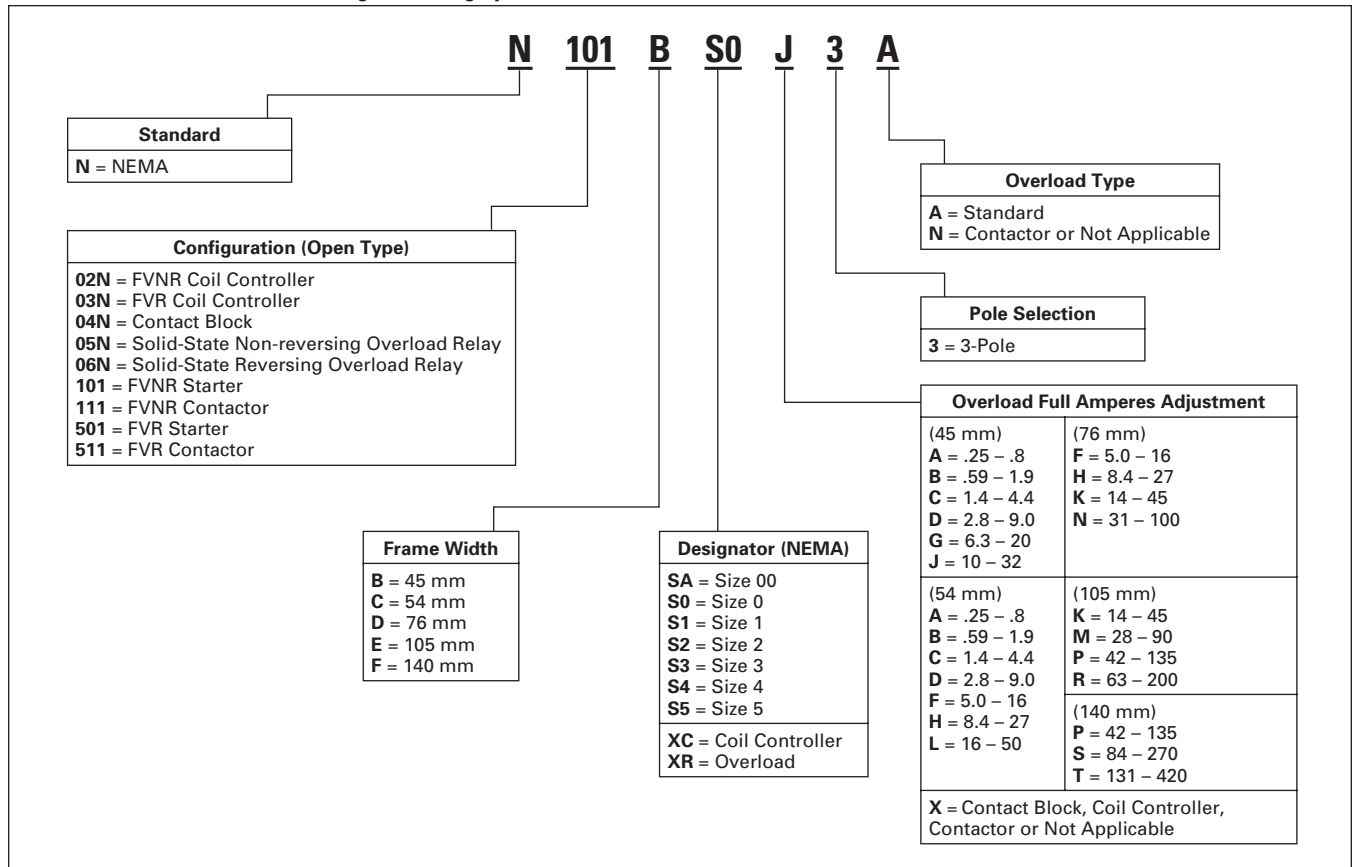 N 101 B S0 J 3 A
Standard
N = NEMA
Configuration (Open Type)
02N = FVNR Coil Controller
03N = FVR Coil Controller
04N = Contact Block
05N = Solid-State Non-reversing Overload Relay
06N = Solid-State Reversing Overload Relay
101 = FVNR Starter
111 = FVNR Contactor
501 = FVR Starter
511 = FVR Contactor
Frame Width
B = 45 mm
C = 54 mm
D = 76 mm
E = 105 mm
F = 140 mm
Designator (NEMA)
SA = Size 00
S0 = Size 0
S1 = Size 1
S2 = Size 2
S3 = Size 3
S4 = Size 4
S5 = Size 5
XC = Coil Controller
XR = Overload
Overload Type
A = Standard
N = Contactor or Not Applicable
Pole Selection
3 = 3-Pole
Overload Full Amperes Adjustment
(45 mm)
A = .25 – .8
B = .59 – 1.9
C = 1.4 – 4.4
D = 2.8 – 9.0
G = 6.3 – 20
J = 10 – 32
(76 mm)
F = 5.0 – 16
H = 8.4 – 27
K = 14 – 45
N = 31 – 100
(54 mm)
A = .25 – .8
B = .59 – 1.9
C = 1.4 – 4.4
D = 2.8 – 9.0
F = 5.0 – 16
H = 8.4 – 27
L = 16 – 50
(105 mm)
K = 14 – 45
M = 28 – 90
P = 42 – 135
R = 63 – 200
(140 mm)
P = 42 – 135
S = 84 – 270
T = 131 – 420
X = Contact Block, Coil Controller,
Contactor or Not Applicable